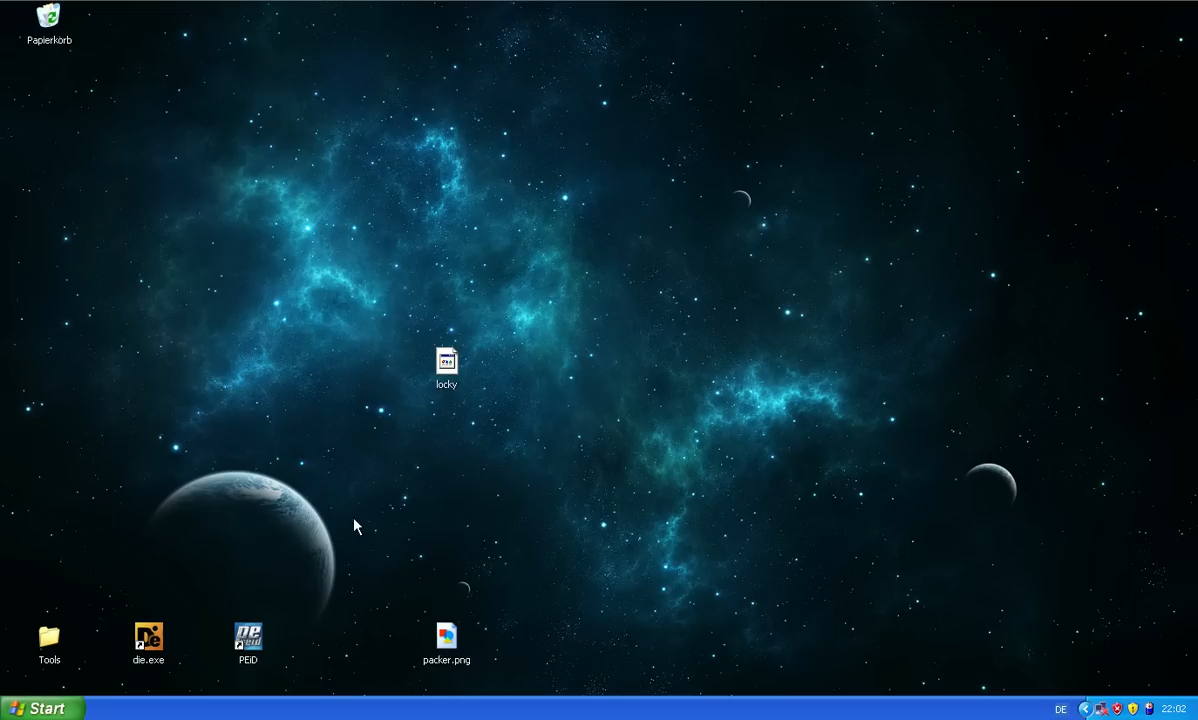 Papierkorb
locky
Tools
die.exe
PEiD
packer.png
Start
DE
22:02